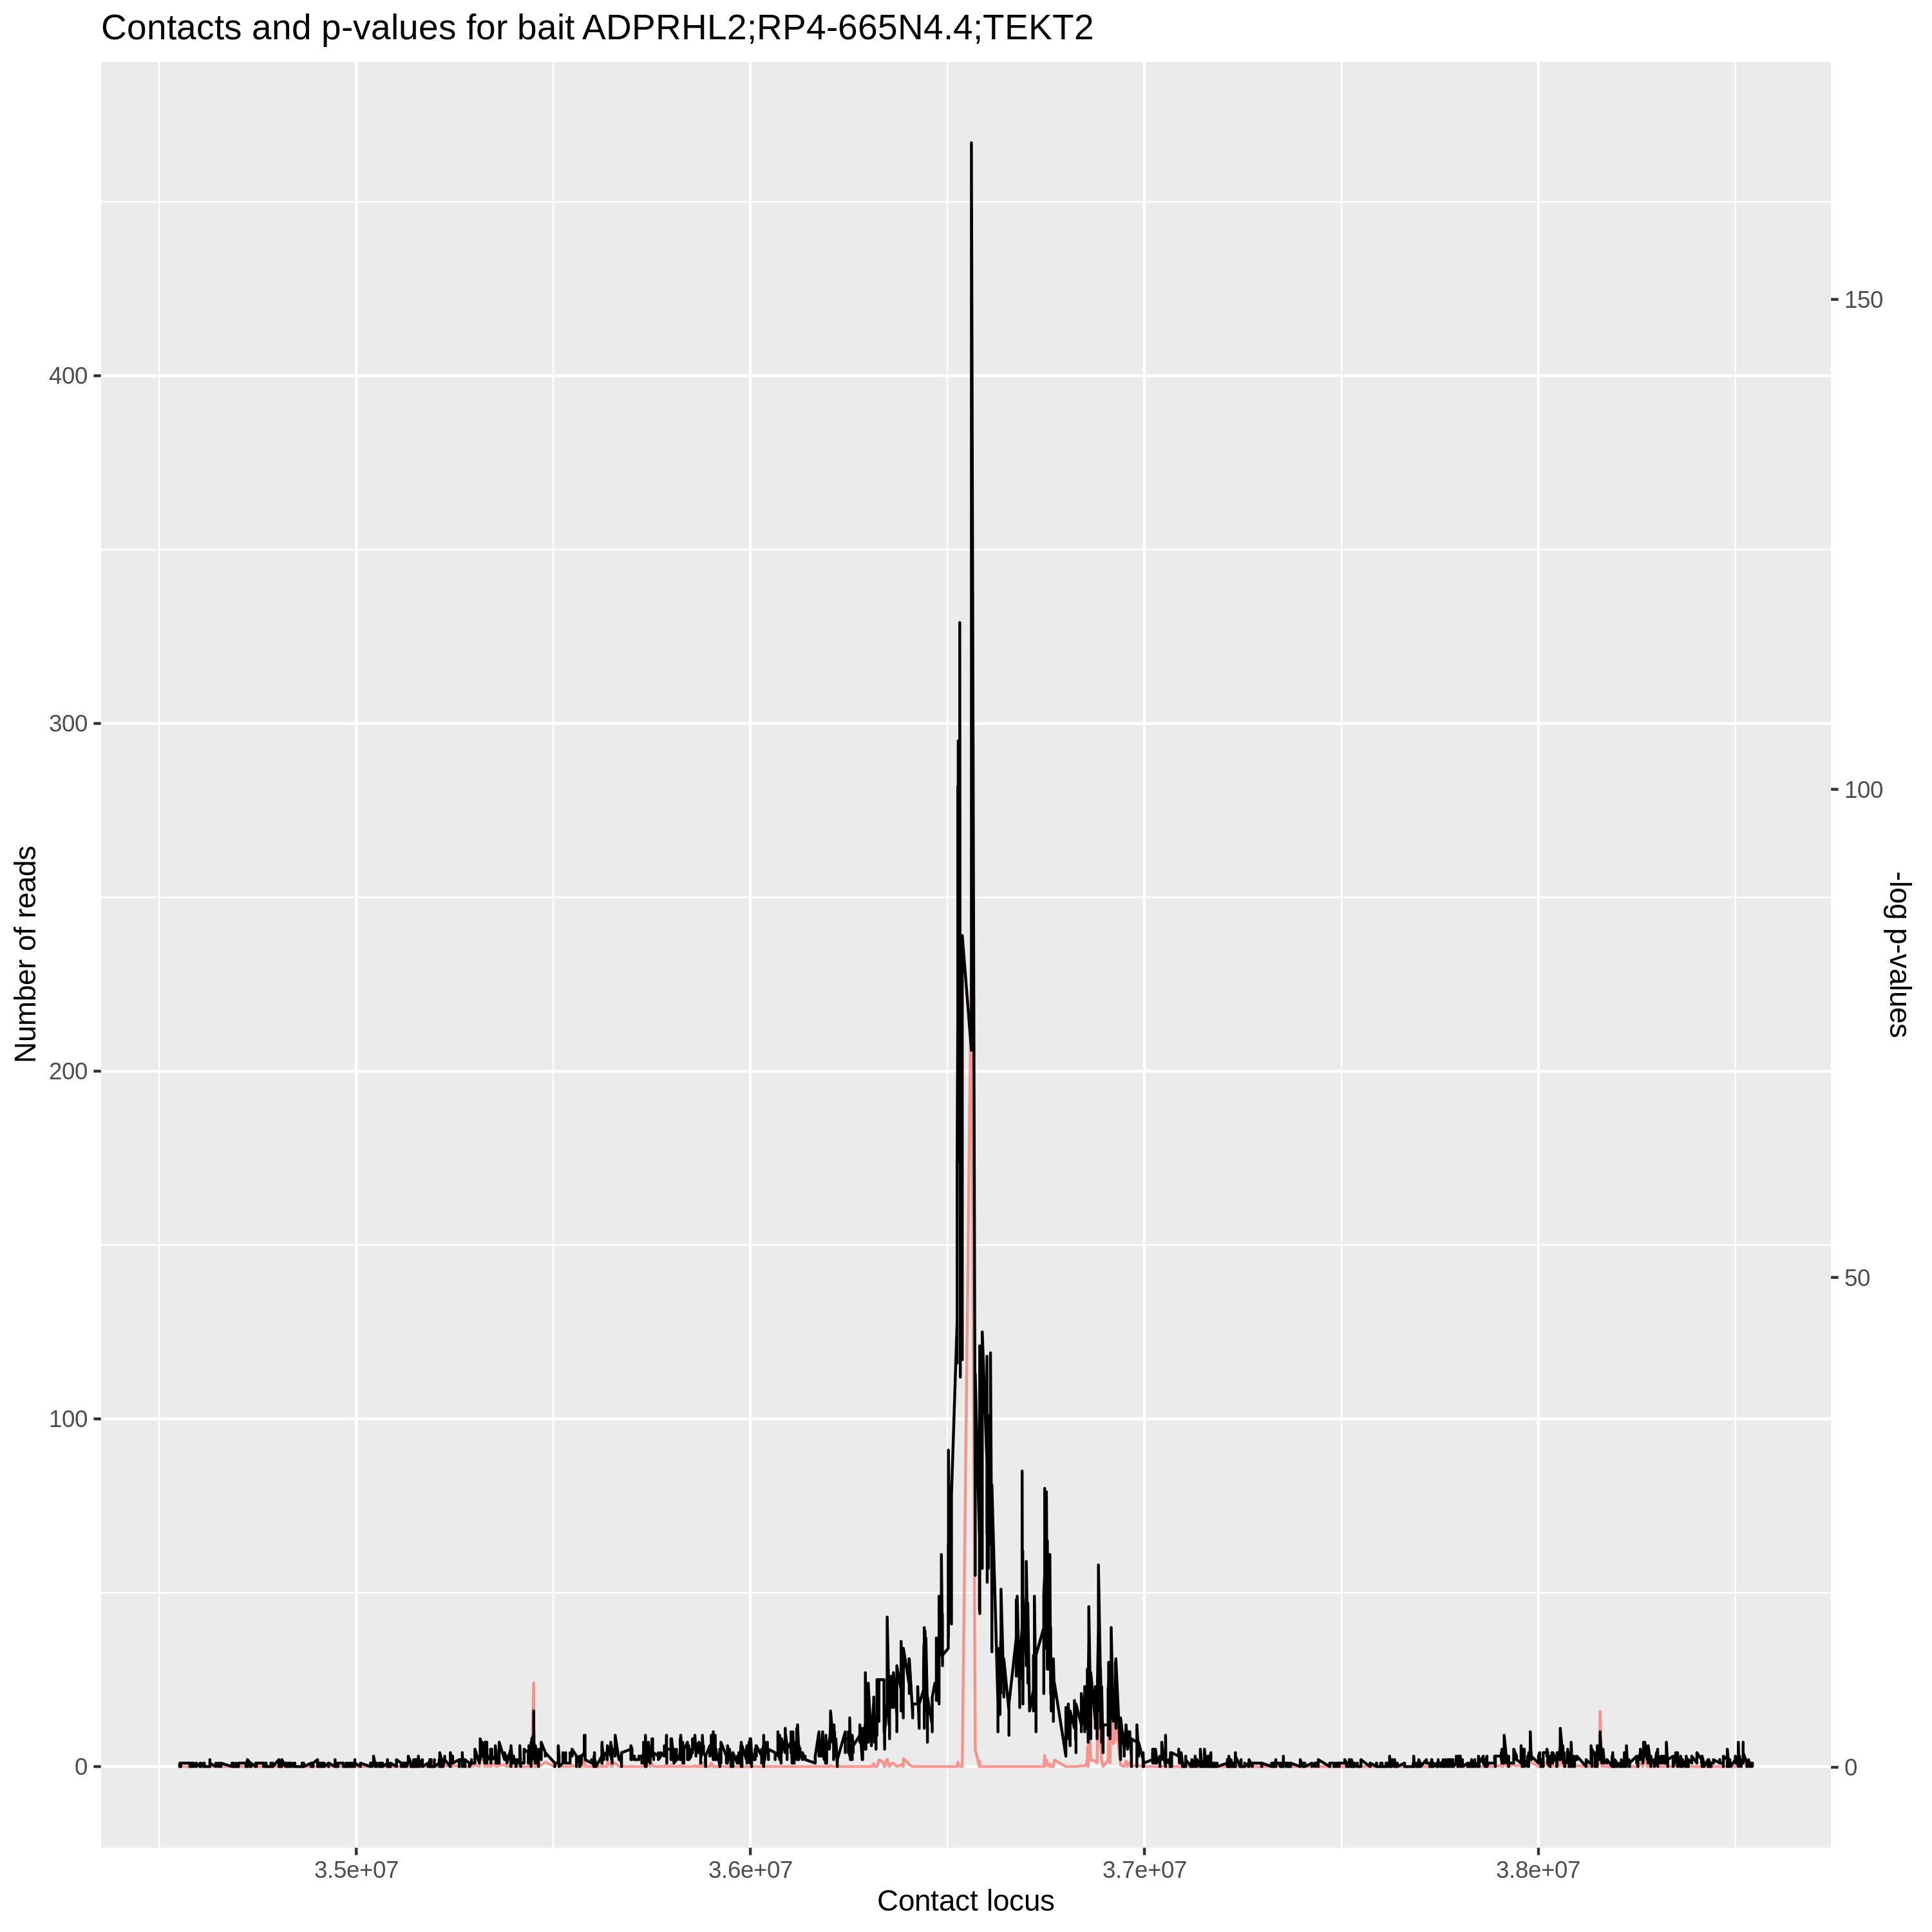 Contacts and p-values for bait ADPRHL2;RP4-665N4.4;TEKT2
400
300
200
100
0
Number of reads
150
100
50
0
-log p-values
3.5e+07
3.6e+07
3.7e+07
3.8e+07
Contact locus